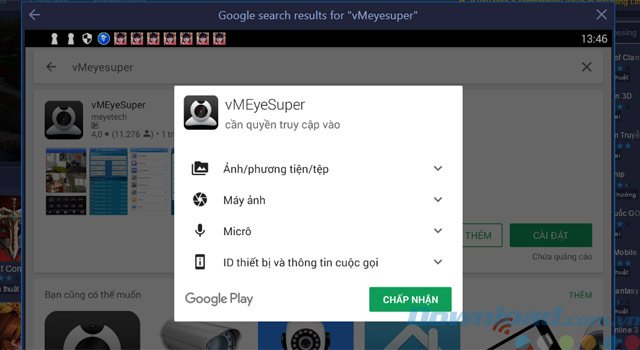 Google search results for "vMeyesuper"
13:46
vMeyesuper
vMEyeSuper
meyetech
4,0 ★ (11.276
vMEyeSuper
cần quyền truy cập vào
Ảnh/phương tiện/tệp
Máy ảnh
Micrô
ID thiết bị và thông tin cuộc gọi
Google Play
CHẤP NHẬN
THÊM
CÀI ĐẶT
Chứa quảng cáo
Bạn cũng có thể muốn
THÊM
Download.com.vn